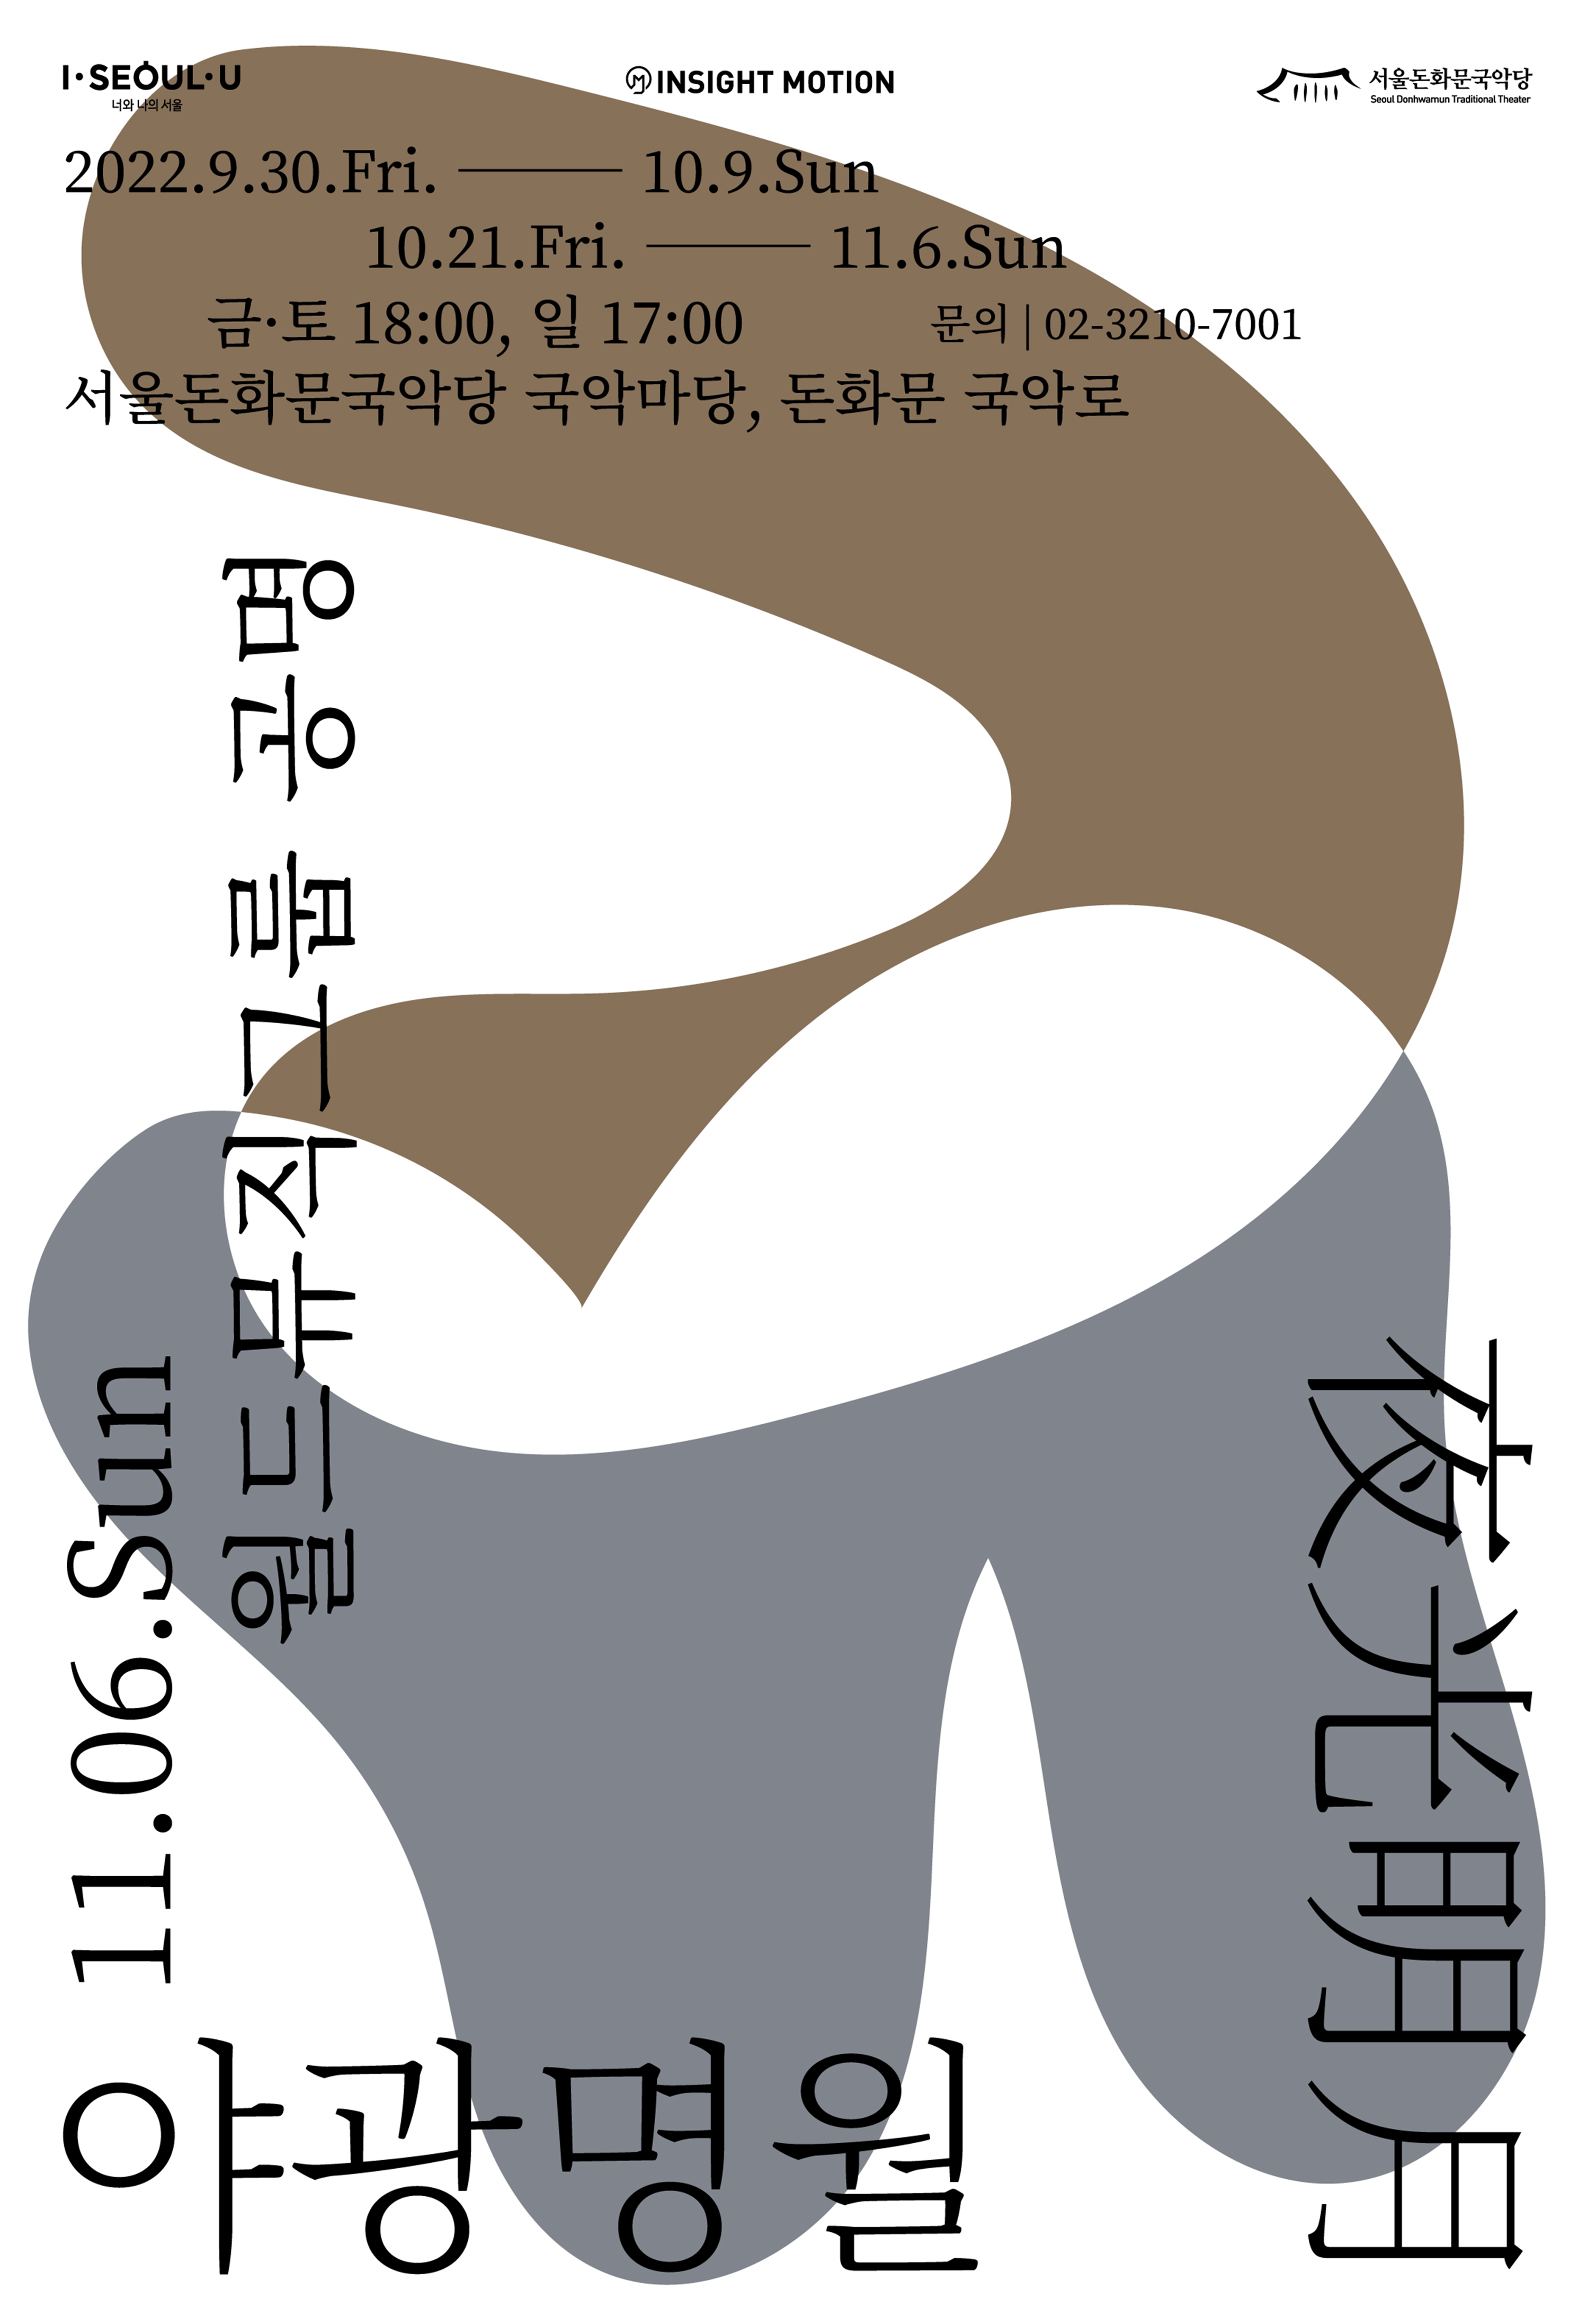 I·SEOUL·U
너와 나의 서울
INSIGHT MOTION
서울돈화문국악당
Seoul Donhwamun Traditional Theater
2022.9.30.Fri. ── 10.9.Sun
10.21.Fri. ── 11.6.Sun
금·토 18:00, 일 17:00
문의 | 02-3210-7001
서울돈화문국악당 국악마당, 돈화문 국악로
11.06.Sun
월드뮤직그룹 공명
야광명월
夜光明月